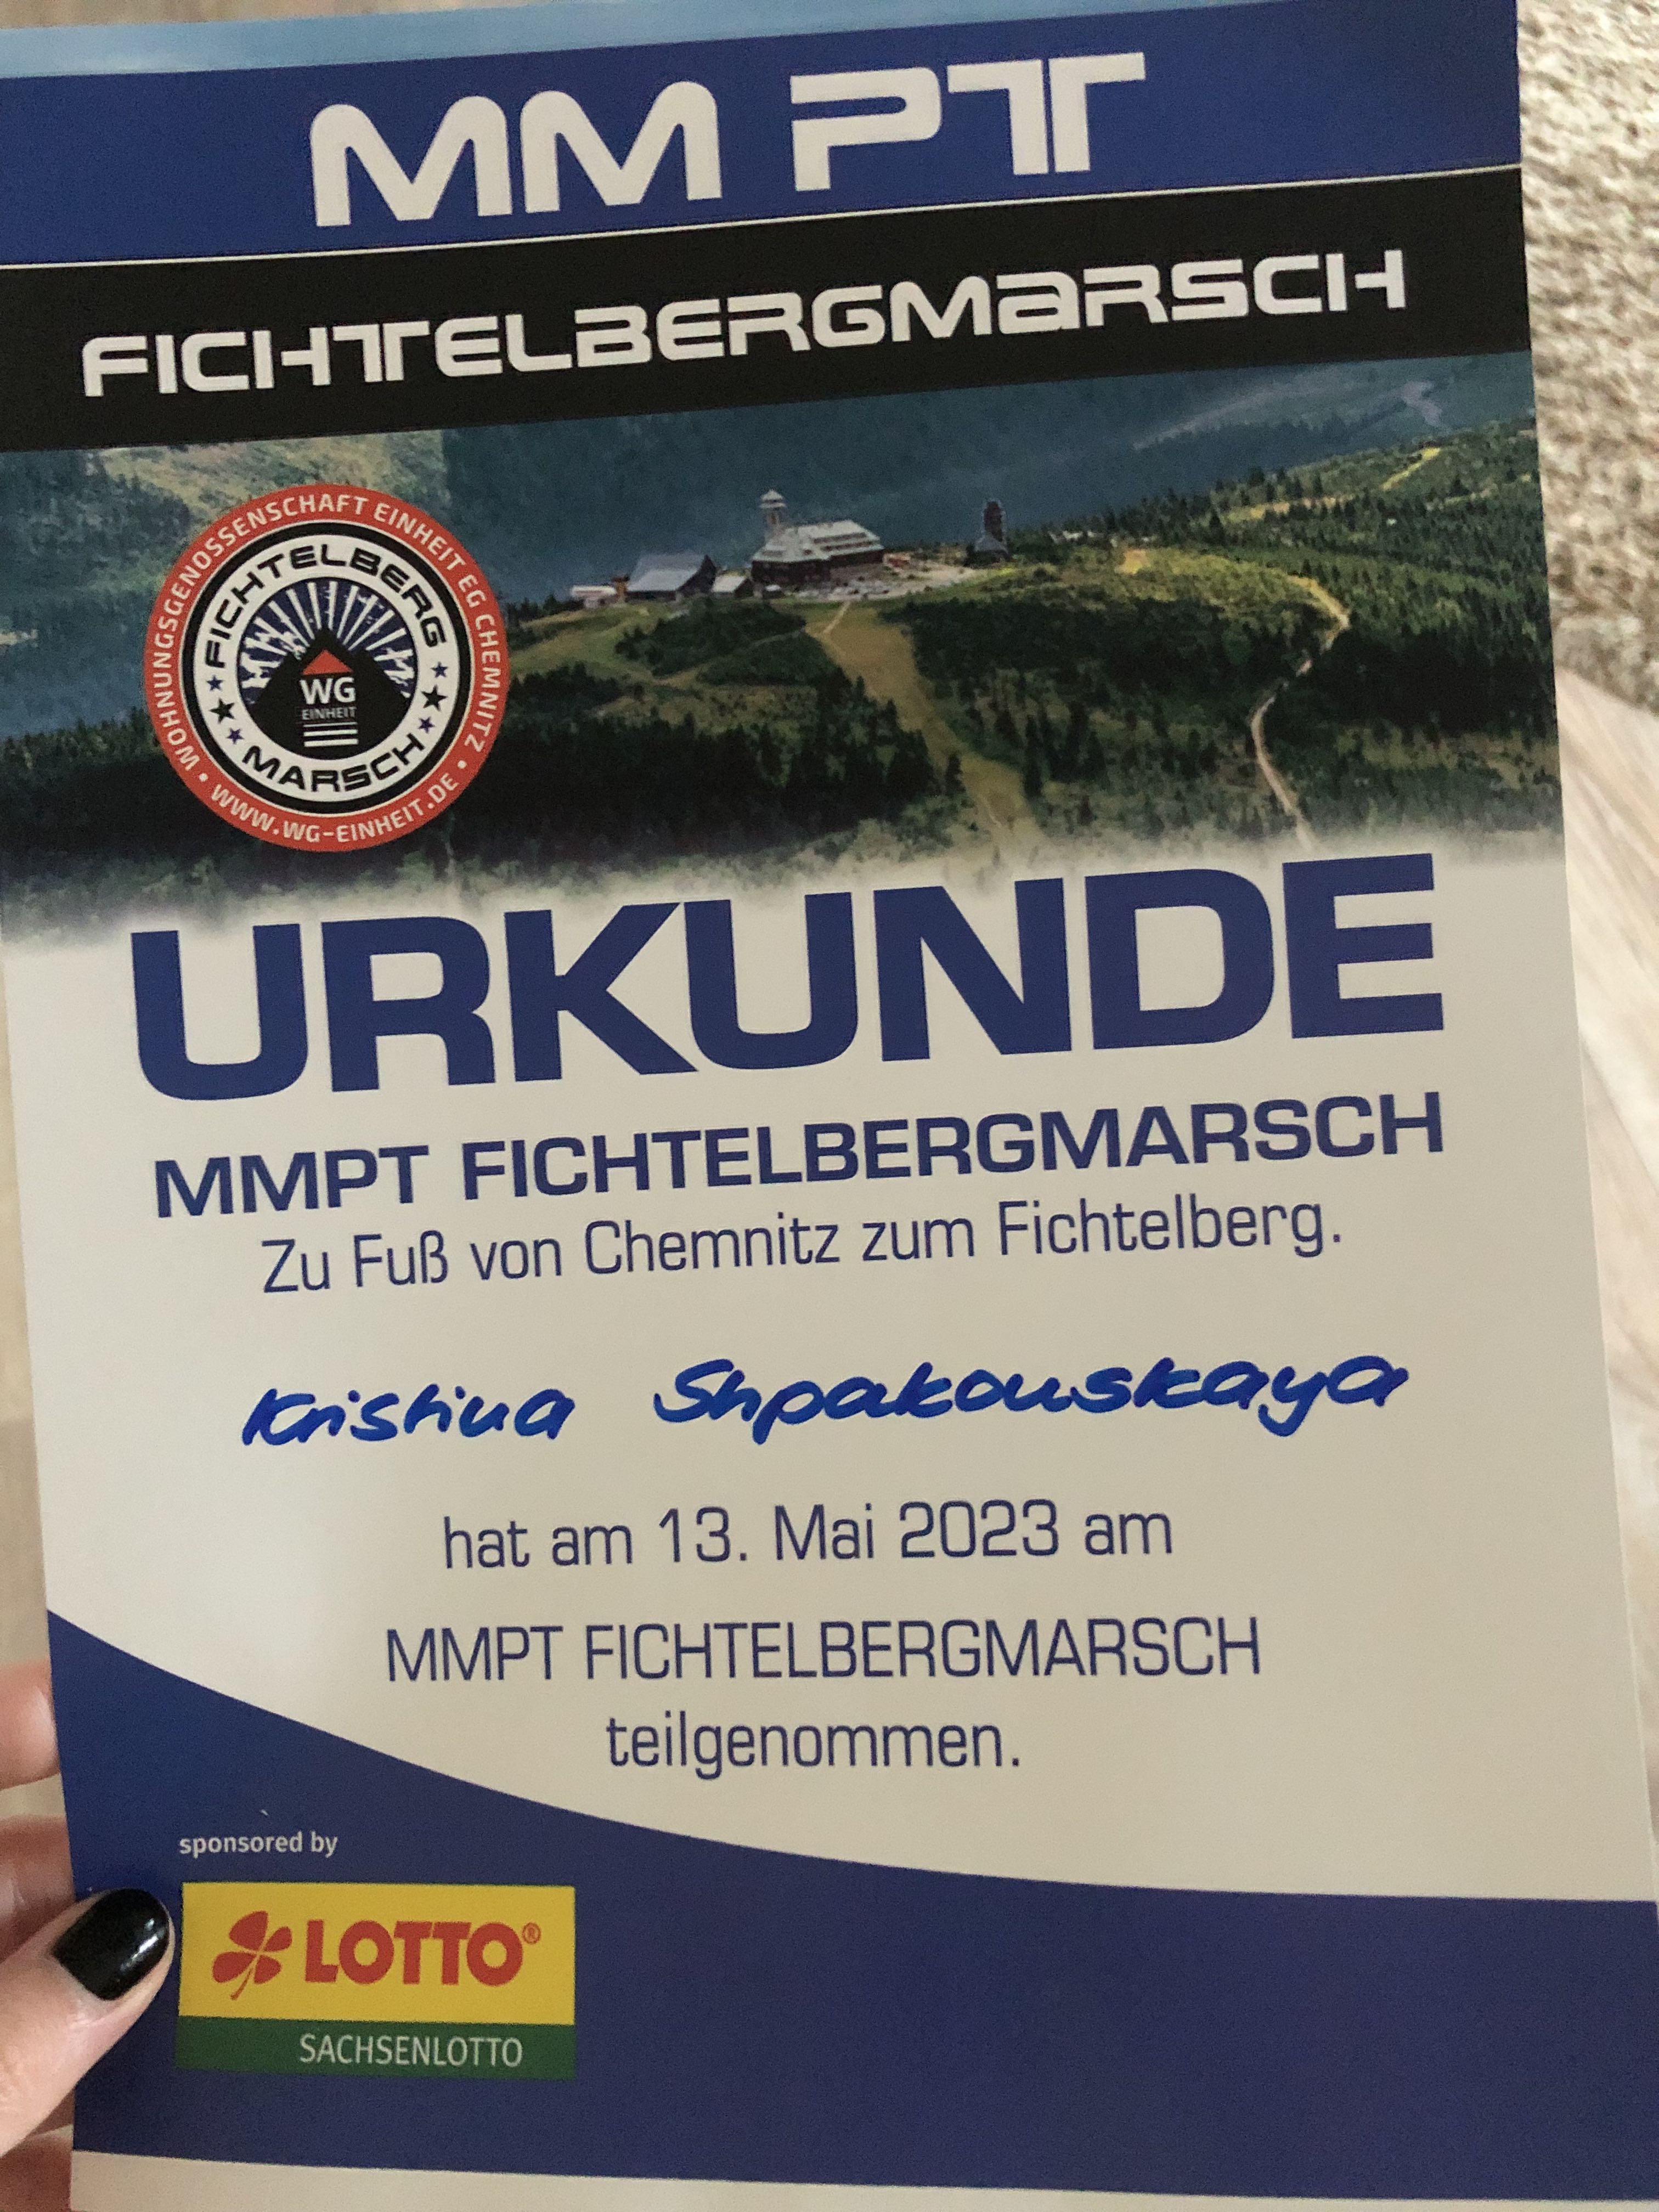 MM PT
FICHTELBERGMARSCH
WOHNUNGSGENOSSENSCHAFT EINHEIT EG CHEMNITZ • WWW.WG-EINHEIT.DE •
FICHTELBERG
WG
EINHEIT
MARSCH
URKUNDE
MMPT FICHTELBERGMARSCH
Zu Fuß von Chemnitz zum Fichtelberg.
Kristina Shpakouskaya
hat am 13. Mai 2023 am
MMPT FICHTELBERGMARSCH
teilgenommen.
sponsored by
LOTTO®
SACHSENLOTTO